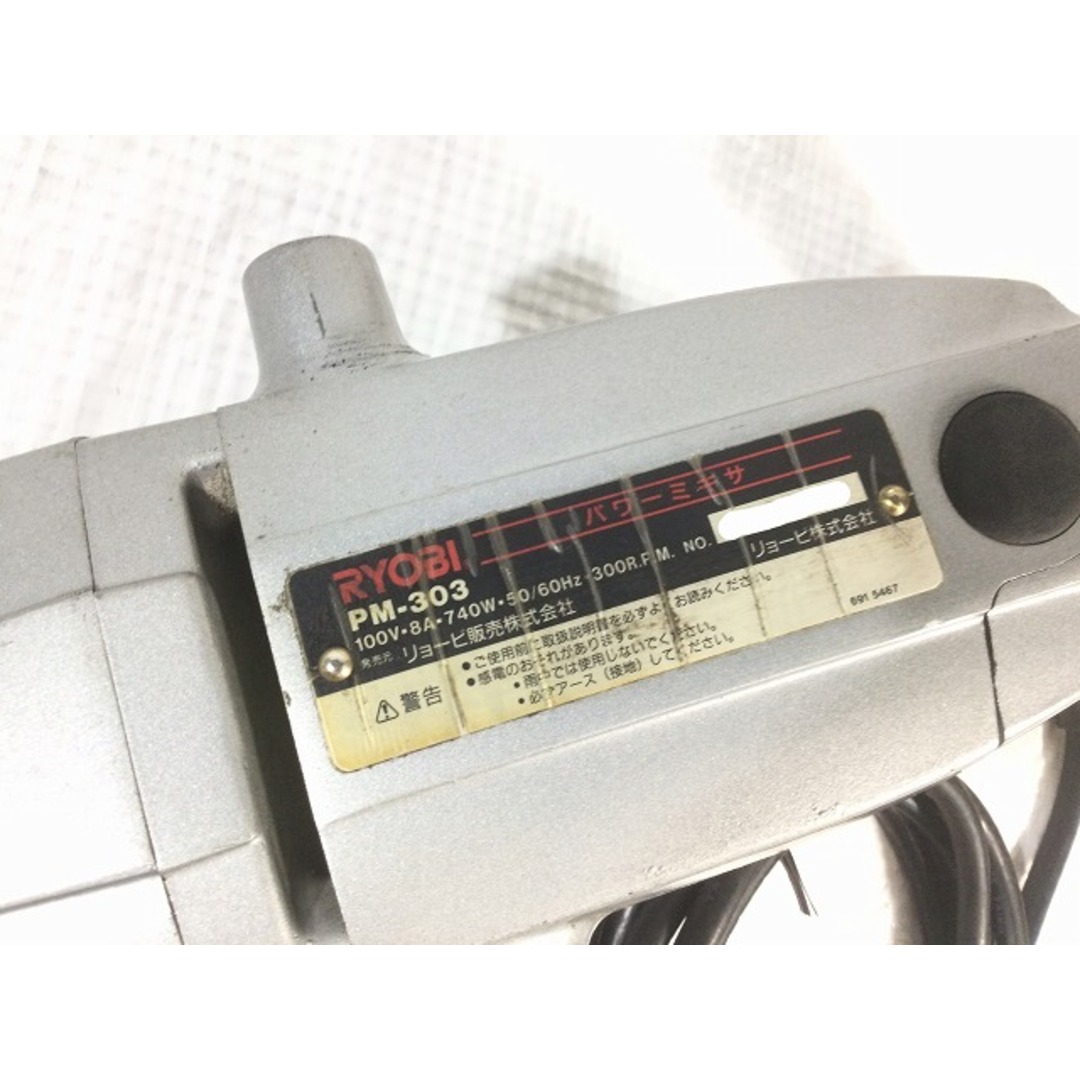 パワーミキサ
RYOBI
PM-303
100V・8A・740W・50/60Hz・300R.P.M. NO.
発売元 リョービ販売株式会社
リョービ株式会社
⚠警告
●ご使用前に取扱説明書を必ずよくお読みください。
●感電のおそれがあります。
・雨中では使用しないでください。
・必ずアース（接地）してください。
691 5467